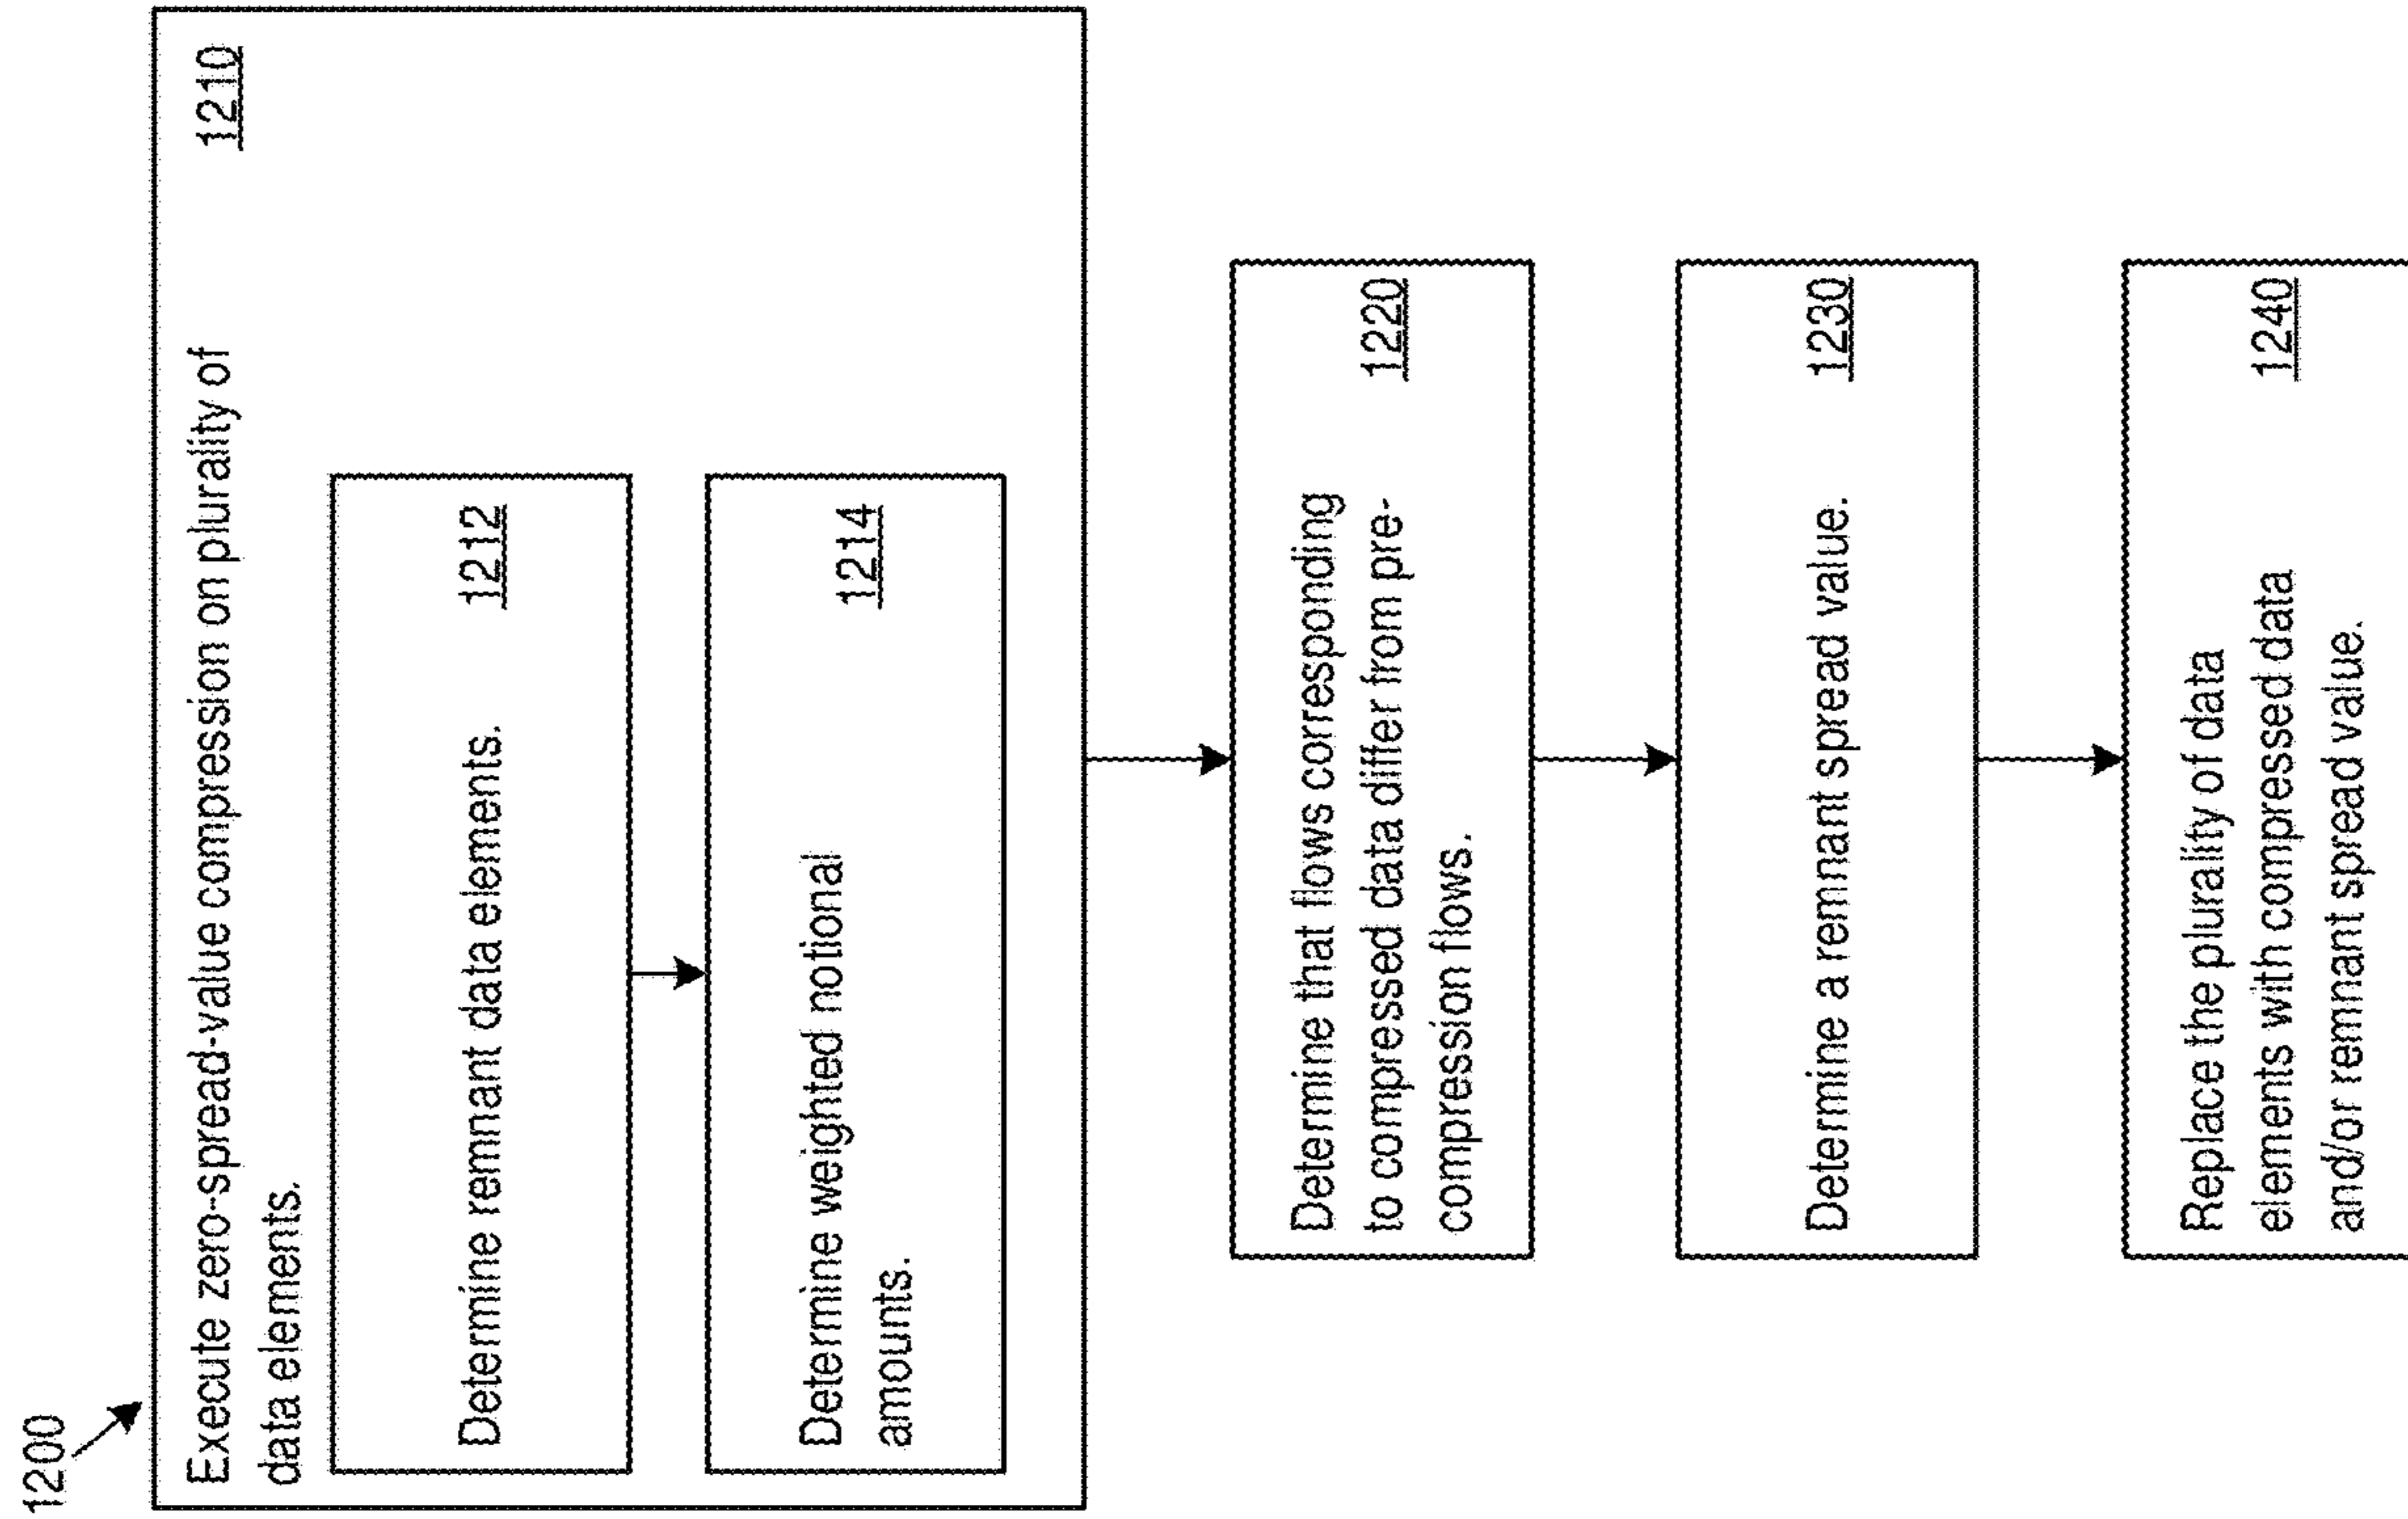 1200
Execute zero-spread-value compression on plurality of 1210
data elements.
Determine remnant data elements. 1212
Determine weighted notional 1214
amounts.
Determine that flows corresponding
to compressed data differ from pre- 1220
compression flows.
Determine a remnant spread value. 1230
Replace the plurality of data
elements with compressed data 1240
and/or remnant spread value.